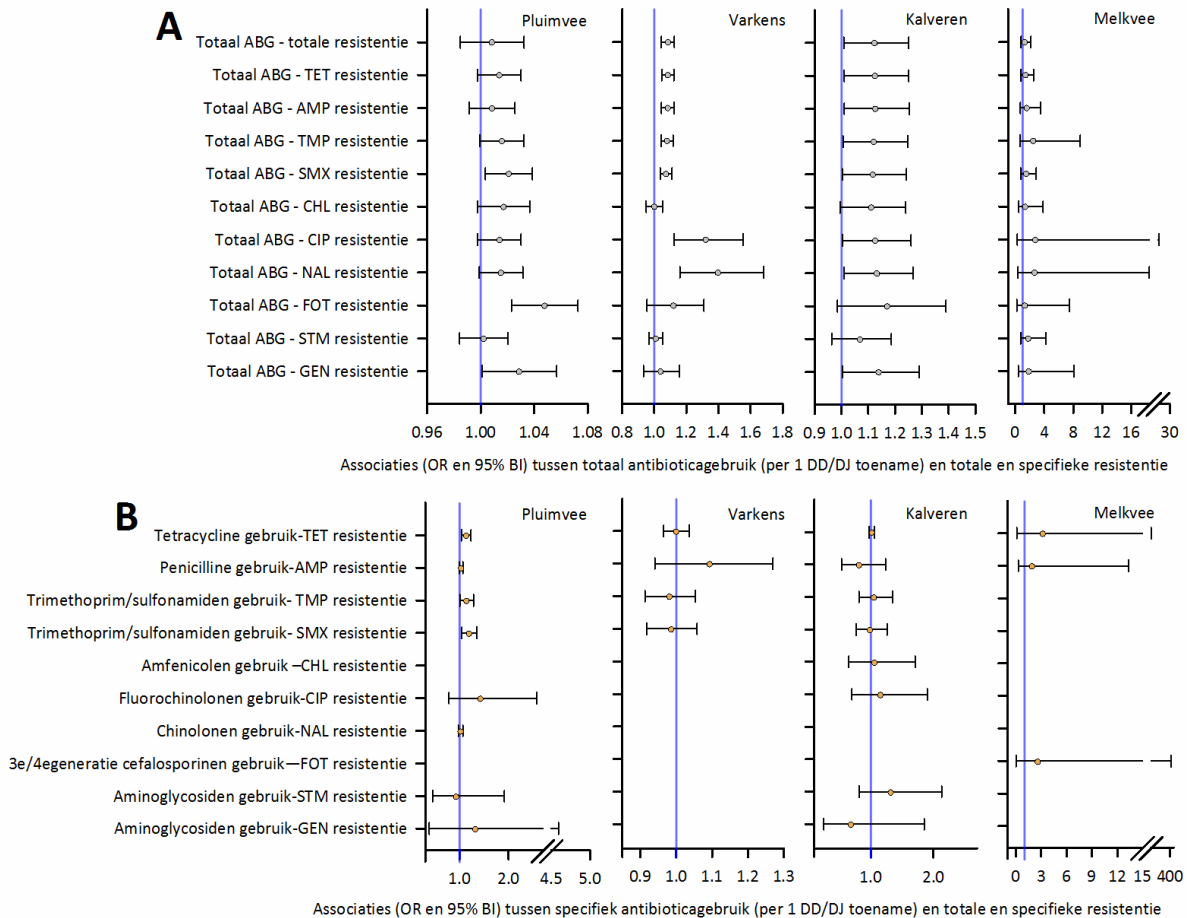 A
Pluimvee
Varkens
Kalveren
Melkvee
Totaal ABG - totale resistentie
Totaal ABG - TET resistentie
Totaal ABG - AMP resistentie
Totaal ABG - TMP resistentie
Totaal ABG - SMX resistentie
Totaal ABG - CHL resistentie
Totaal ABG - CIP resistentie
Totaal ABG - NAL resistentie
Totaal ABG - FOT resistentie
Totaal ABG - STM resistentie
Totaal ABG - GEN resistentie
0.96 1.00 1.04 1.08 0.8 1.0 1.2 1.4 1.6 1.8 0.9 1.0 1.1 1.2 1.3 1.4 1.5 0 4 8 12 16 30
Associaties (OR en 95% BI) tussen totaal antibioticagebruik (per 1 DD/DJ toename) en totale en specifieke resistentie
B
Pluimvee
Varkens
Kalveren
Melkvee
Tetracycline gebruik-TET resistentie
Penicilline gebruik-AMP resistentie
Trimethoprim/sulfonamiden gebruik- TMP resistentie
Trimethoprim/sulfonamiden gebruik- SMX resistentie
Amfenicolen gebruik –CHL resistentie
Fluorochinolonen gebruik-CIP resistentie
Chinolonen gebruik-NAL resistentie
3e/4egeneratie cefalosporinen gebruik—FOT resistentie
Aminoglycosiden gebruik-STM resistentie
Aminoglycosiden gebruik-GEN resistentie
1.0 2.0 4.5 5.0 0.9 1.0 1.1 1.2 1.3 1.0 2.0 0 3 6 9 12 15 400
Associaties (OR en 95% BI) tussen specifiek antibioticagebruik (per 1 DD/DJ toename) en totale en specifieke resistentie